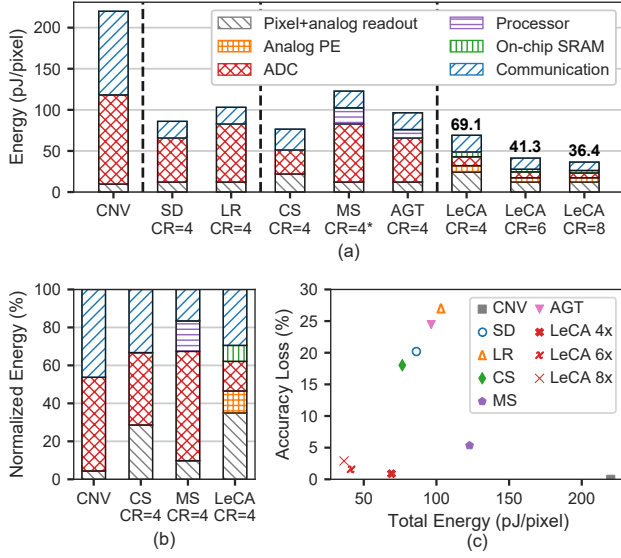 Energy (pJ/pixel)
200
150
100
50
0
Pixel+analog readout
Analog PE
ADC
Processor
On-chip SRAM
Communication
69.1
41.3
36.4
CNV SD LR CS MS AGT LeCA LeCA LeCA
CR=4 CR=4 CR=4 CR=4* CR=4 CR=4 CR=6 CR=8
(a)
Normalized Energy (%)
100
80
60
40
20
0
CNV CS MS LeCA
CR=4 CR=4 CR=4
(b)
Accuracy Loss (%)
30
25
20
15
10
5
0
CNV
SD
LR
CS
MS
AGT
LeCA 4x
LeCA 6x
LeCA 8x
50 100 150 200
Total Energy (pJ/pixel)
(c)